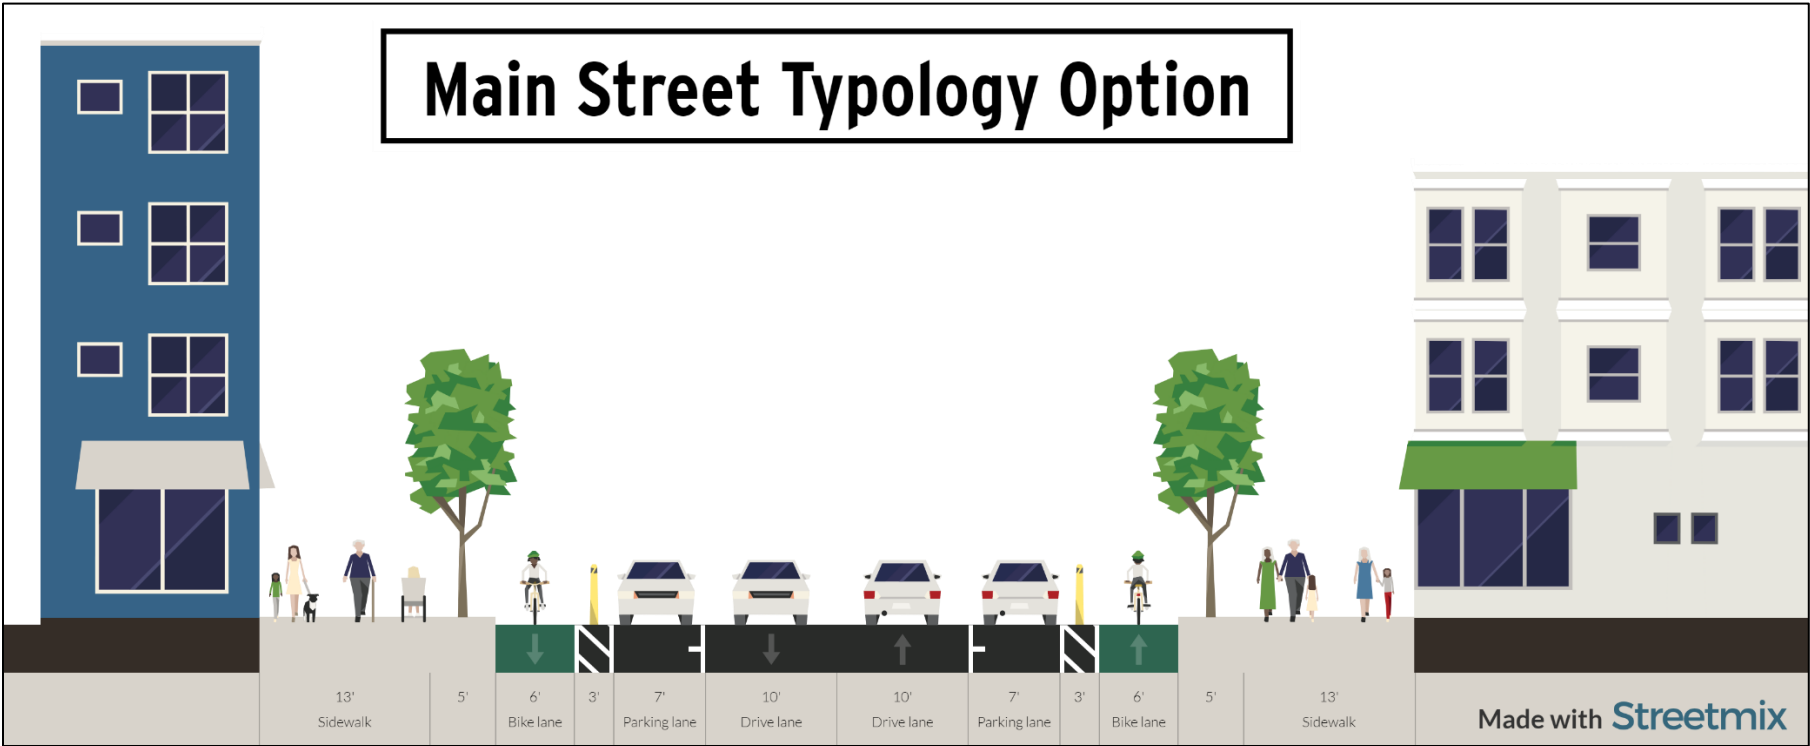 Main Street Typology Option
13' 5' 6' 3' 7' 10' 10' 7' 3' 6' 5' 13'
Sidewalk Bike lane Parking lane Drive lane Drive lane Parking lane Bike lane Sidewalk
Made with Streetmix